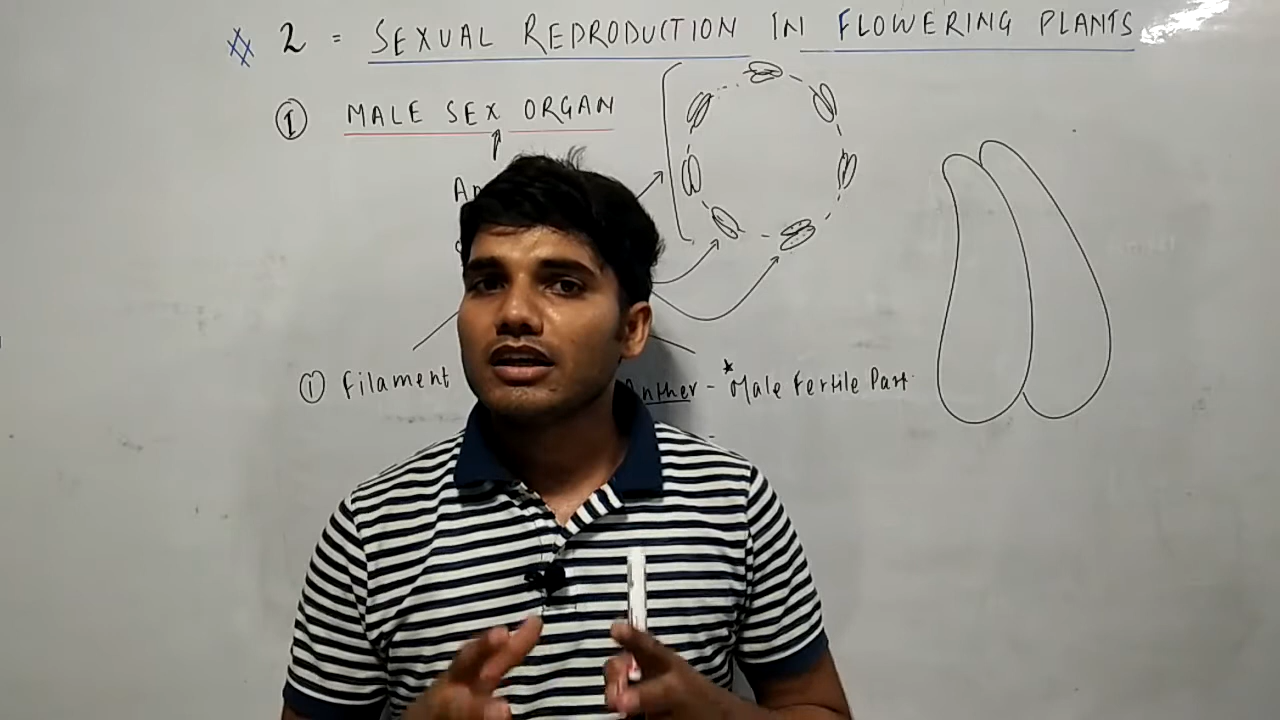 # 2 = SEXUAL REPRODUCTION IN FLOWERING PLANTS
① MALE SEX ORGAN
① Filament
Anther - *Male Fertile Part